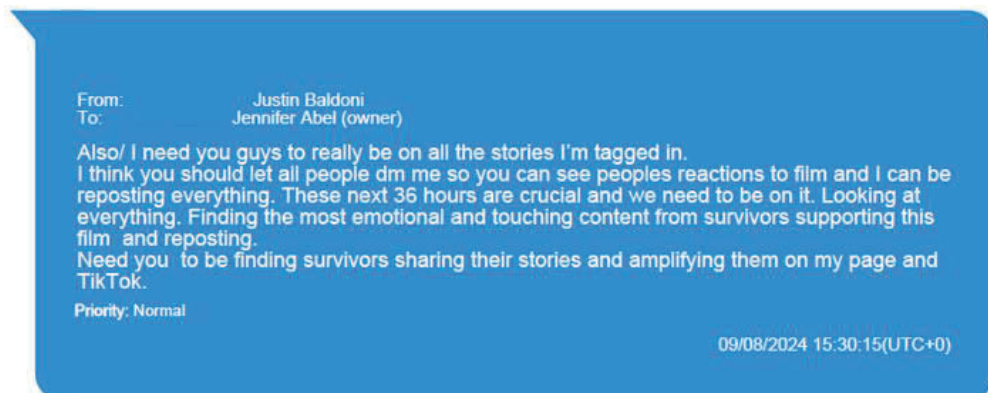 From: Justin Baldoni
To: Jennifer Abel (owner)
Also/ I need you guys to really be on all the stories I'm tagged in.
I think you should let all people dm me so you can see peoples reactions to film and I can be
reposting everything. These next 36 hours are crucial and we need to be on it. Looking at
everything. Finding the most emotional and touching content from survivors supporting this
film  and reposting.
Need you  to be finding survivors sharing their stories and amplifying them on my page and
TikTok.
Priority: Normal
09/08/2024 15:30:15(UTC+0)